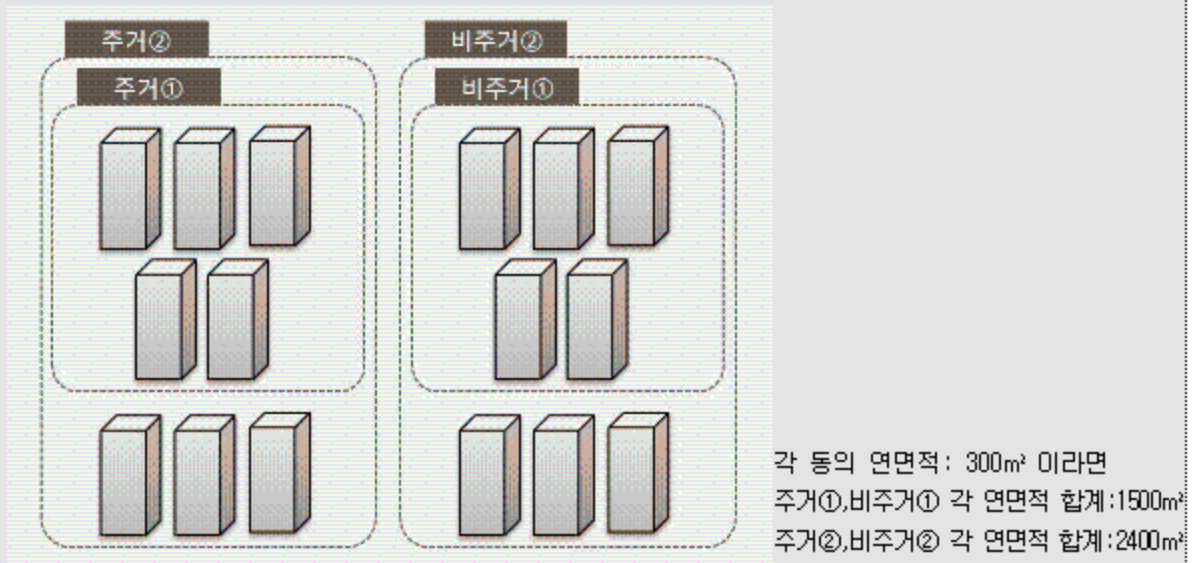 주거②
비주거②
주거①
비주거①
각 동의 연면적: 300㎡ 이라면
주거①,비주거① 각 연면적 합계:1500㎡
주거②,비주거② 각 연면적 합계:2400㎡